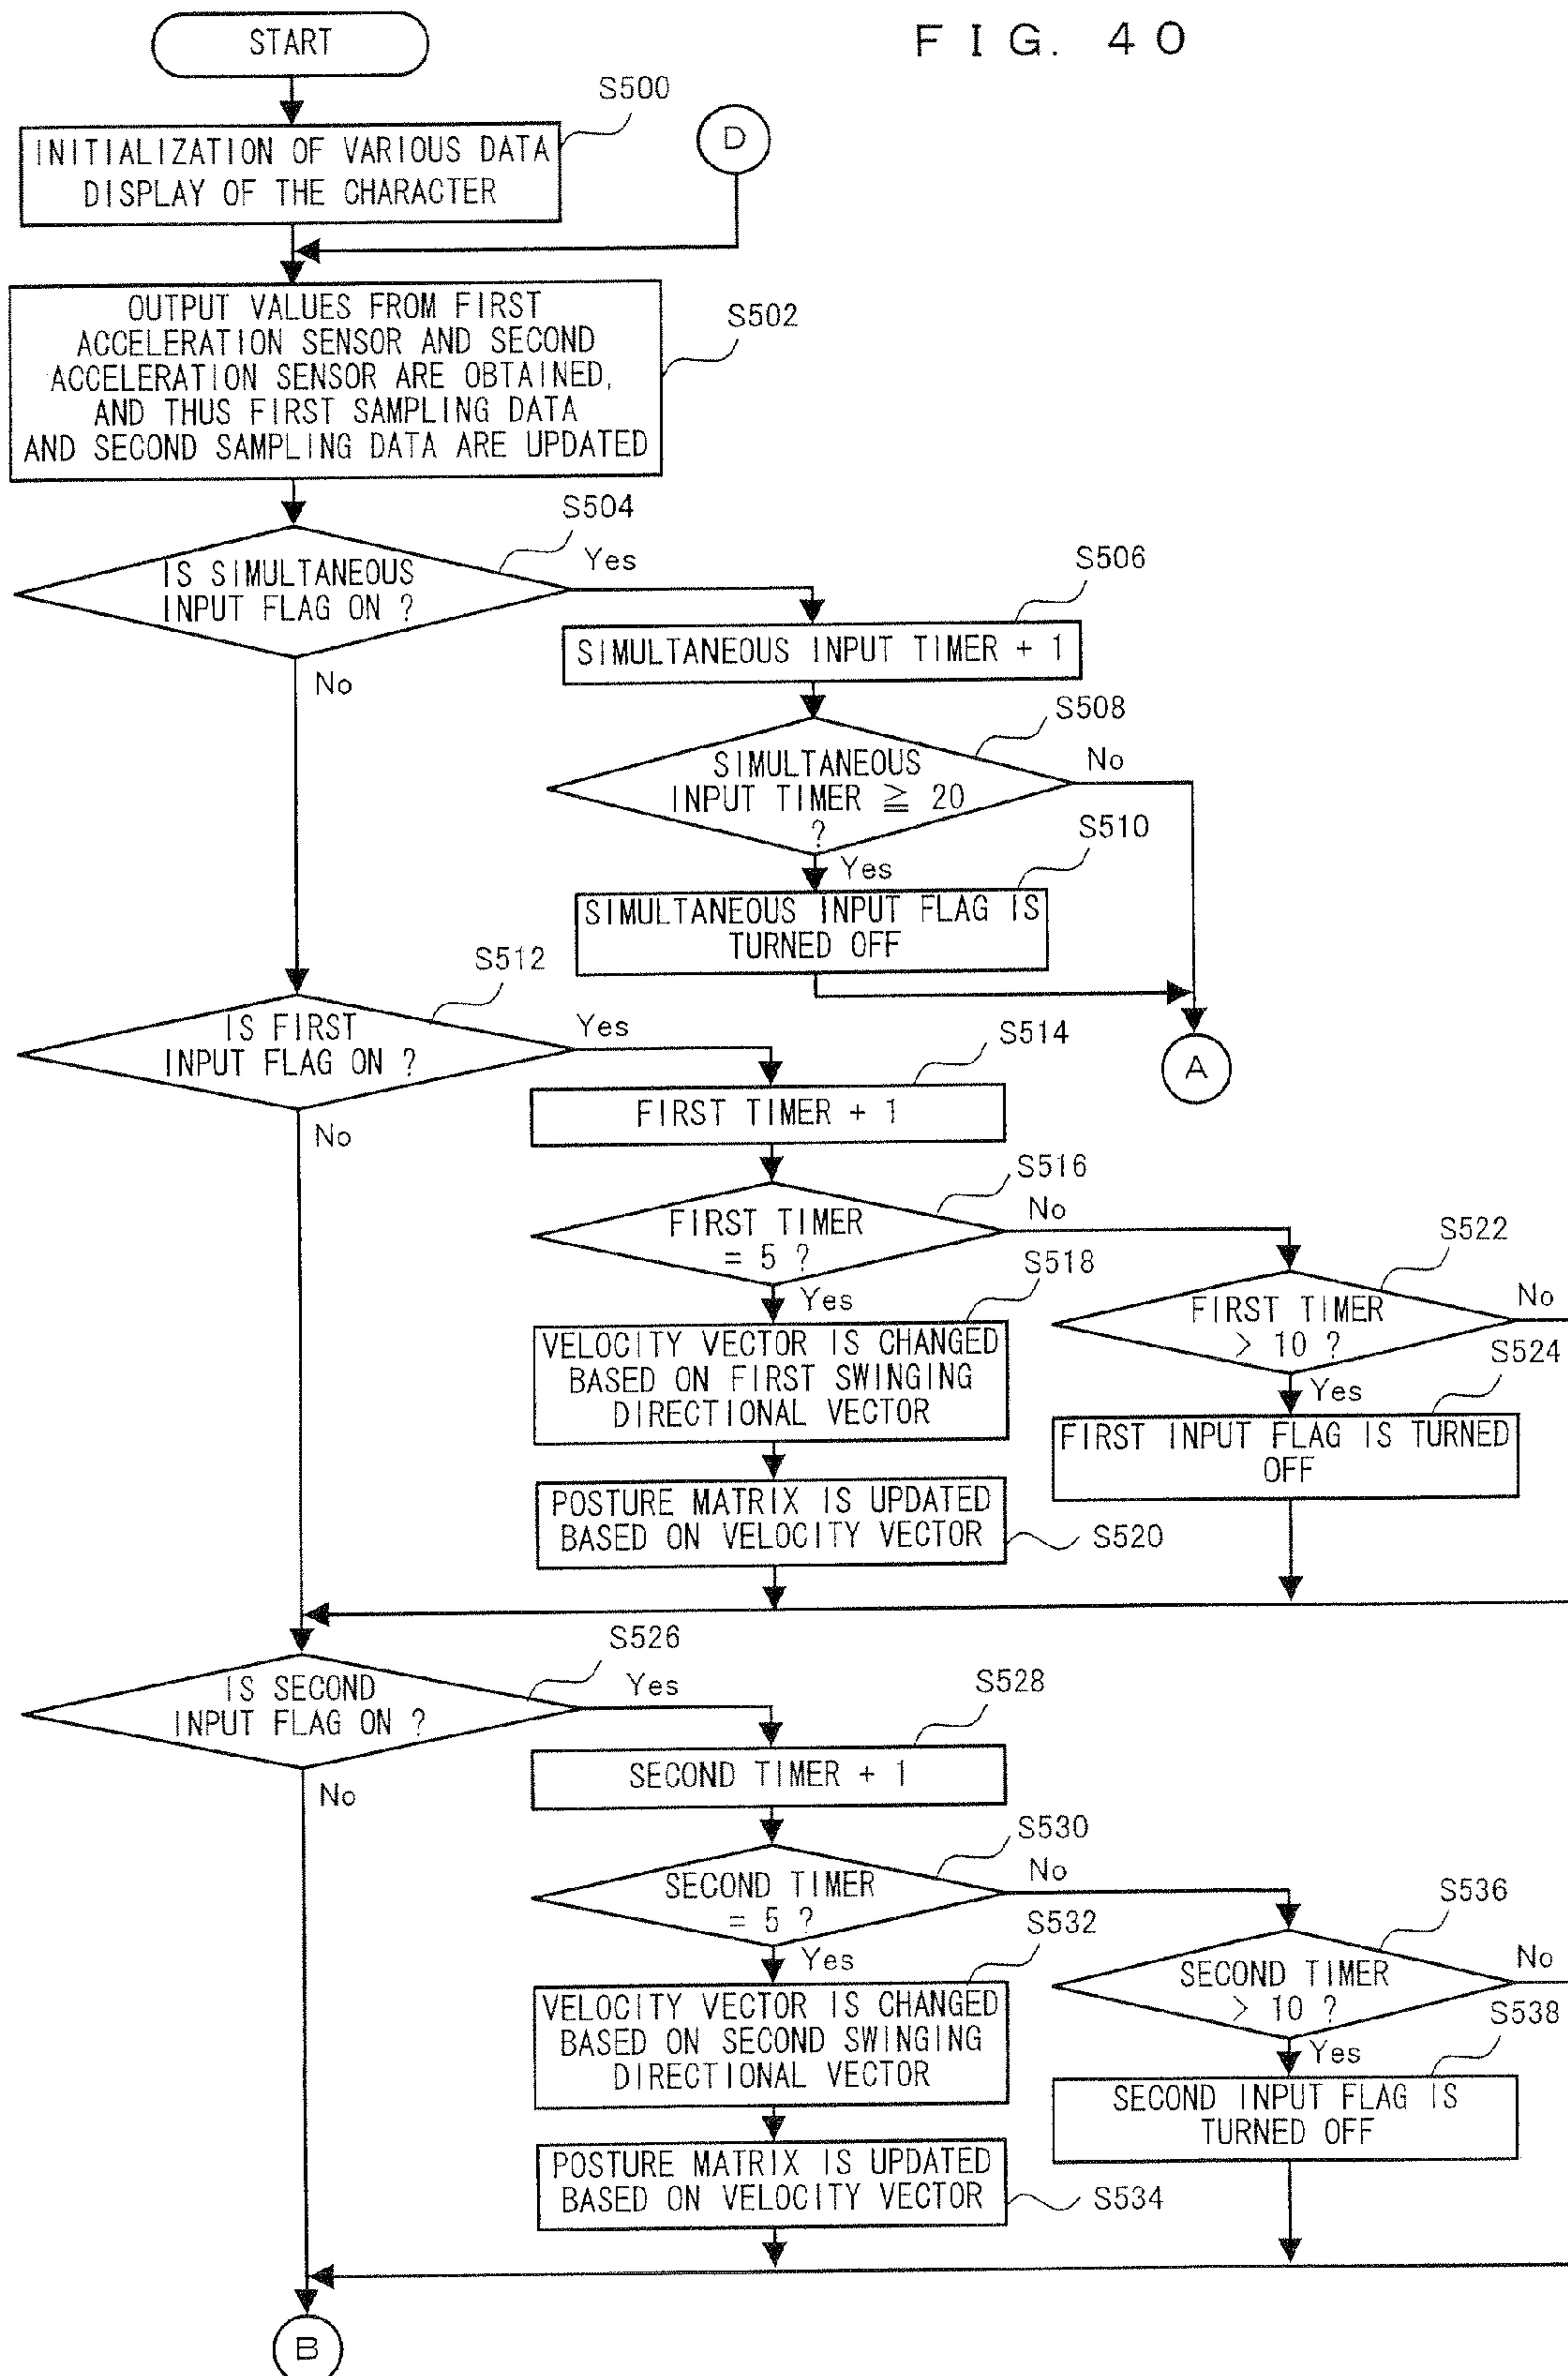 FIG. 40
START
S500
INITIALIZATION OF VARIOUS DATA
DISPLAY OF THE CHARACTER
D
S502
OUTPUT VALUES FROM FIRST
ACCELERATION SENSOR AND SECOND
ACCELERATION SENSOR ARE OBTAINED,
AND THUS FIRST SAMPLING DATA
AND SECOND SAMPLING DATA ARE UPDATED
S504
IS SIMULTANEOUS
INPUT FLAG ON ?
Yes
No
S506
SIMULTANEOUS INPUT TIMER + 1
S508
SIMULTANEOUS
INPUT TIMER ≧ 20
?
No
Yes
S510
SIMULTANEOUS INPUT FLAG IS
TURNED OFF
A
S512
IS FIRST
INPUT FLAG ON ?
Yes
No
S514
FIRST TIMER + 1
S516
FIRST TIMER
= 5 ?
No
Yes
S518
VELOCITY VECTOR IS CHANGED
BASED ON FIRST SWINGING
DIRECTIONAL VECTOR
POSTURE MATRIX IS UPDATED
BASED ON VELOCITY VECTOR
S520
S522
FIRST TIMER
> 10 ?
No
Yes
S524
FIRST INPUT FLAG IS TURNED
OFF
S526
IS SECOND
INPUT FLAG ON ?
Yes
No
S528
SECOND TIMER + 1
S530
SECOND TIMER
= 5 ?
No
Yes
S532
VELOCITY VECTOR IS CHANGED
BASED ON SECOND SWINGING
DIRECTIONAL VECTOR
POSTURE MATRIX IS UPDATED
BASED ON VELOCITY VECTOR
S534
S536
SECOND TIMER
> 10 ?
No
Yes
S538
SECOND INPUT FLAG IS
TURNED OFF
B